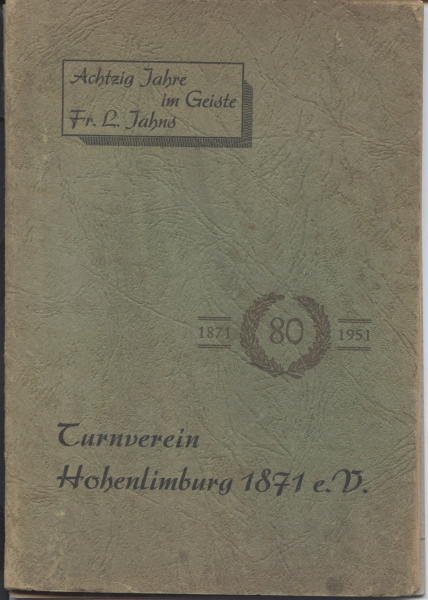 Achtzig Jahre
im Geiste
Fr. L. Jahns
1871 80 1951
Turnverein
Hohenlimburg 1871 e.V.